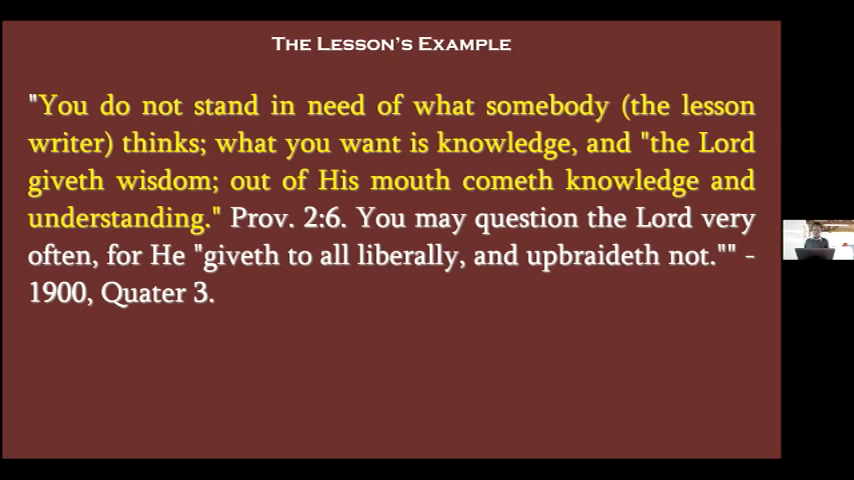 THE LESSON'S EXAMPLE
"You do not stand in need of what somebody (the lesson
writer) thinks; what you want is knowledge, and "the Lord
giveth wisdom; out of His mouth cometh knowledge and
understanding." Prov. 2:6. You may question the Lord very
often, for He "giveth to all liberally, and upbraideth not."" -
1900, Quater 3.